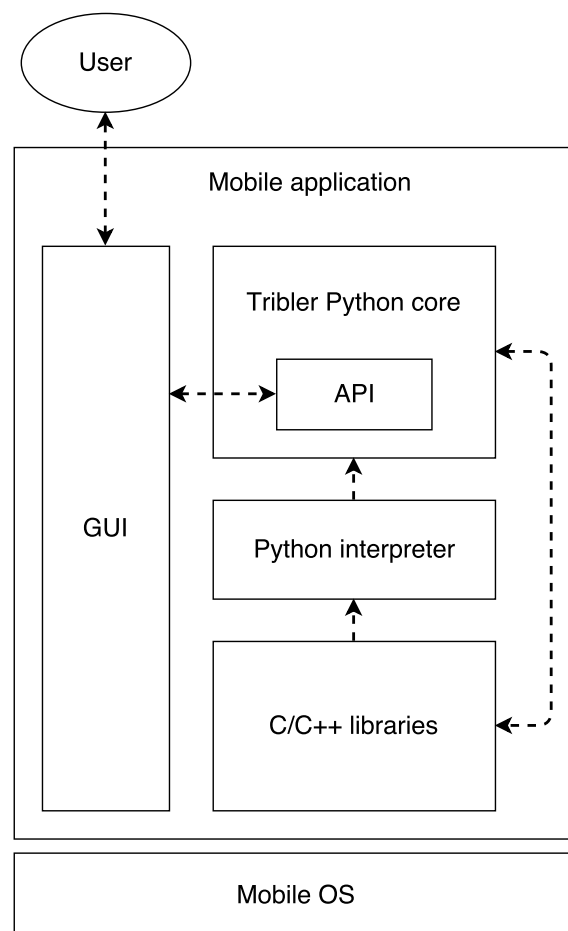 User
Mobile application
Tribler Python core
API
GUI
Python interpreter
C/C++ libraries
Mobile OS